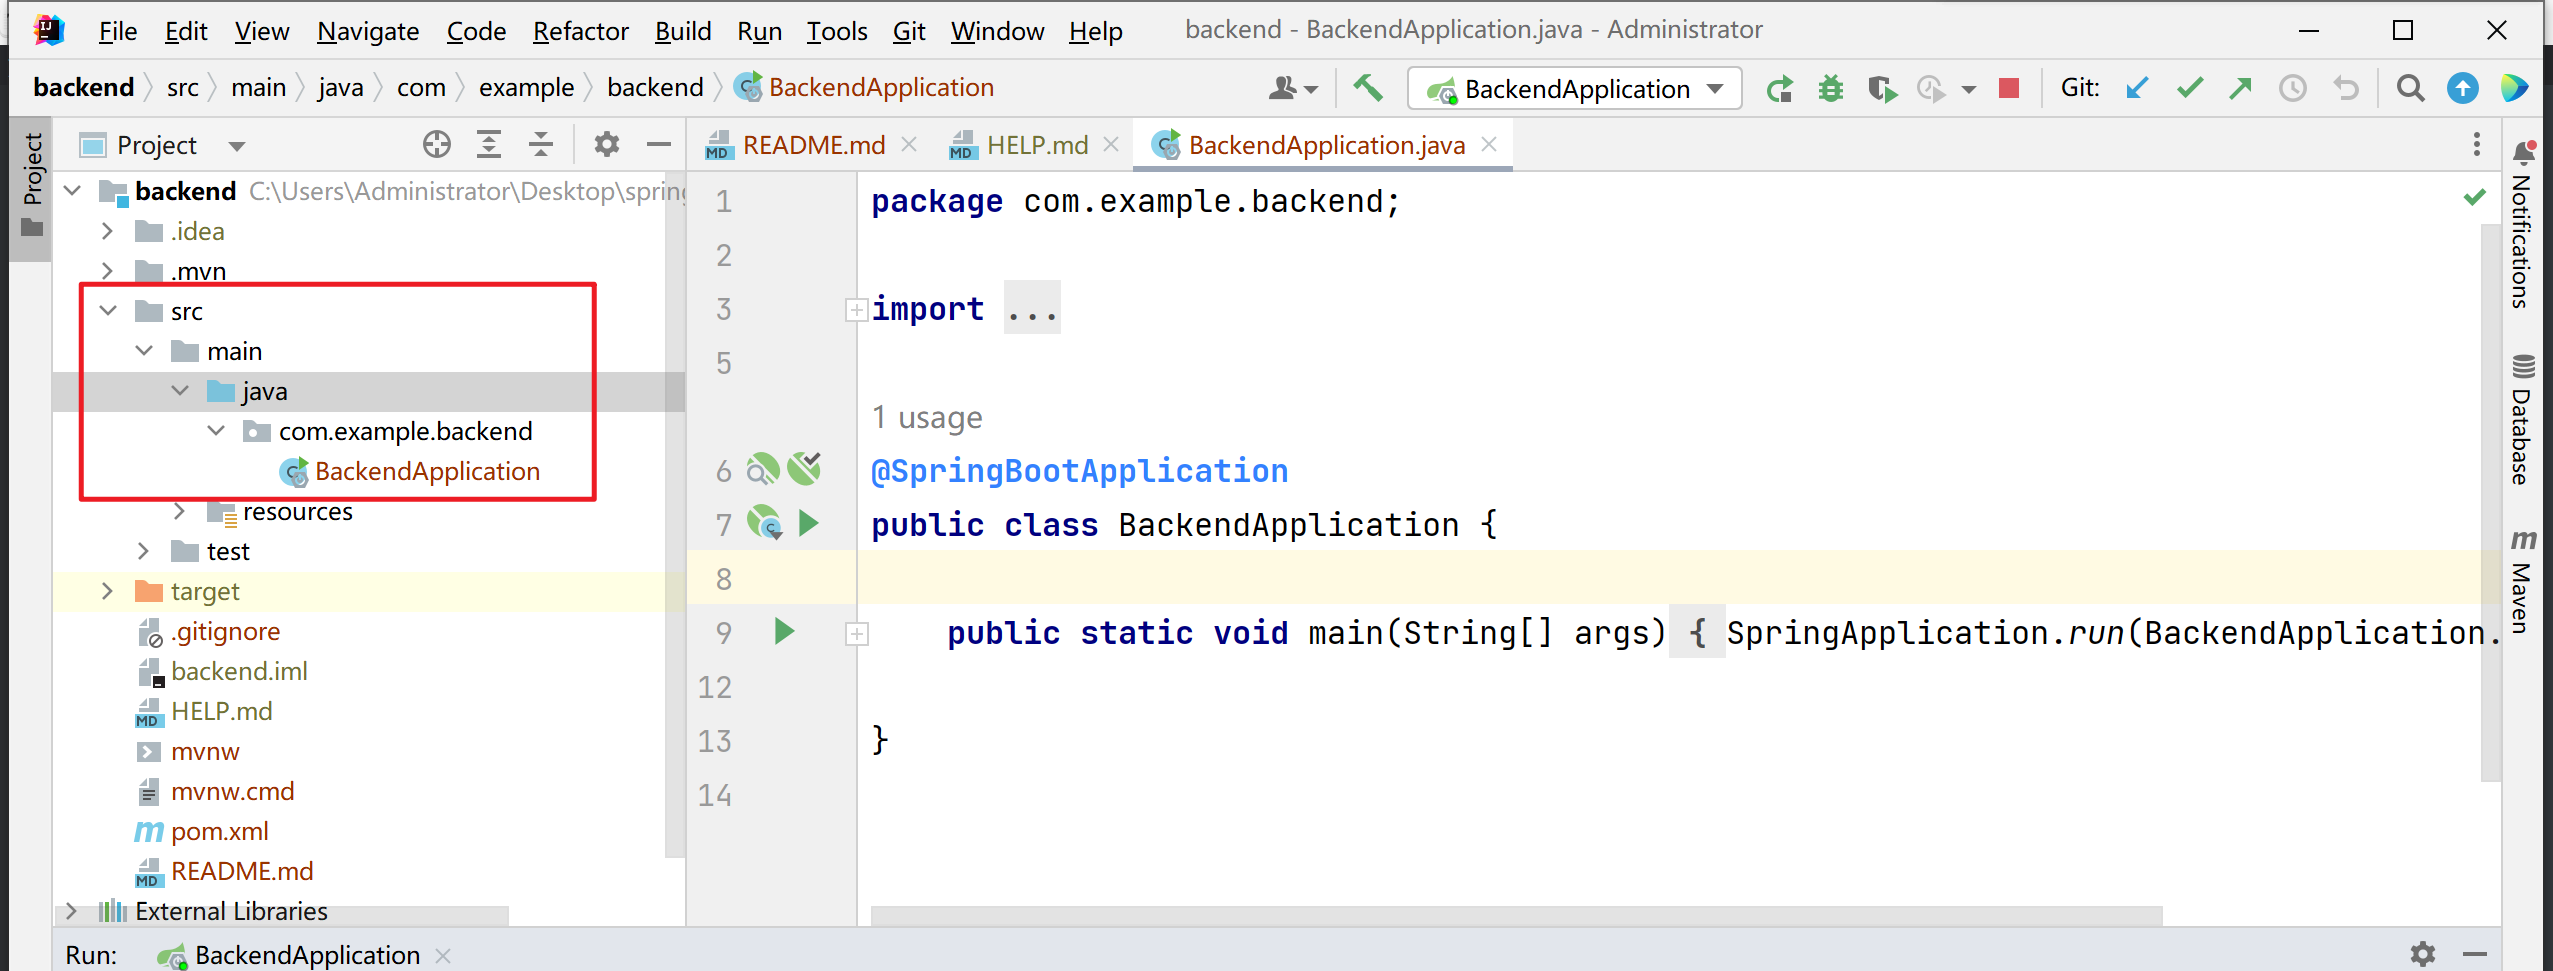 File Edit View Navigate Code Refactor Build Run Tools Git Window Help backend - BackendApplication.java - Administrator
backend src main java com example backend BackendApplication BackendApplication Git:
Project
Project
backend C:\Users\Administrator\Desktop\spring
.idea
.mvn
src
main
java
com.example.backend
BackendApplication
resources
test
target
.gitignore
backend.iml
HELP.md
mvnw
mvnw.cmd
pom.xml
README.md
External Libraries
README.md HELP.md BackendApplication.java
1 package com.example.backend;
2
3 import ...
5
1 usage
6 @SpringBootApplication
7 public class BackendApplication {
8
9 public static void main(String[] args) { SpringApplication.run(BackendApplication.
12
13 }
14
Notifications
Database
Maven
Run: BackendApplication